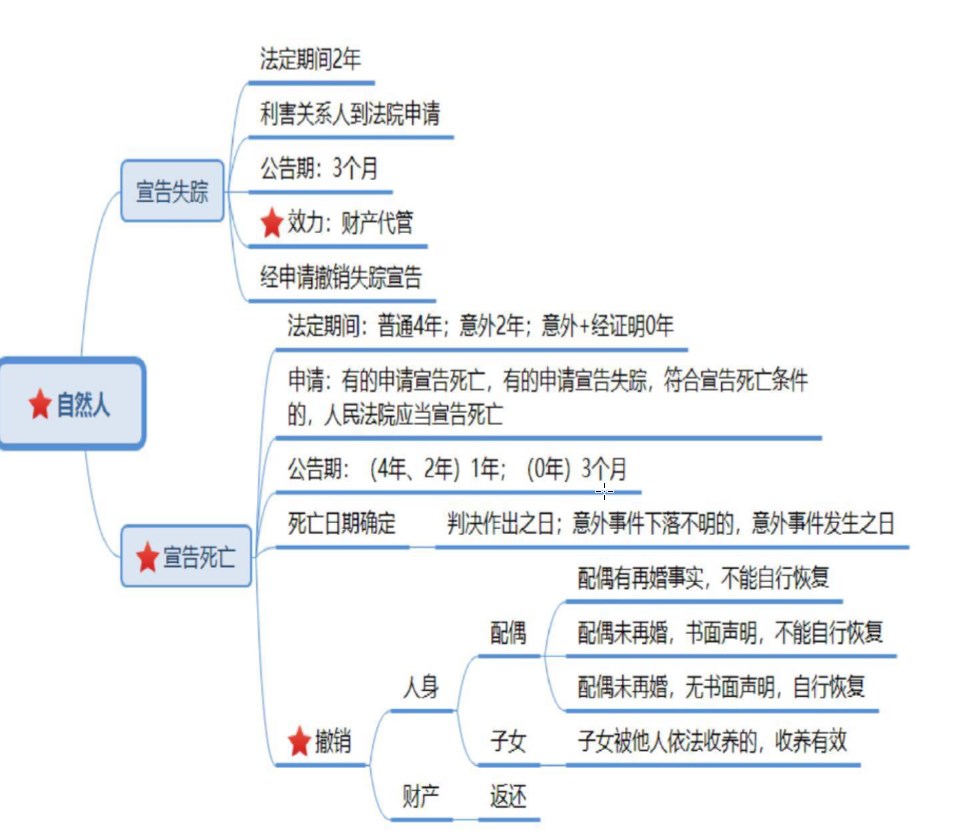 法定期间2年
利害关系人到法院申请
公告期：3个月
宣告失踪
效力：财产代管
经申请撤销失踪宣告
法定期间：普通4年；意外2年；意外+经证明0年
申请：有的申请宣告死亡，有的申请宣告失踪，符合宣告死亡条件
的，人民法院应当宣告死亡
自然人
公告期：（4年、2年）1年；（0年）3个月
死亡日期确定
判决作出之日；意外事件下落不明的，意外事件发生之日
宣告死亡
配偶有再婚事实，不能自行恢复
配偶
配偶未再婚，书面声明，不能自行恢复
人身
配偶未再婚，无书面声明，自行恢复
撤销
子女
子女被他人依法收养的，收养有效
财产
返还